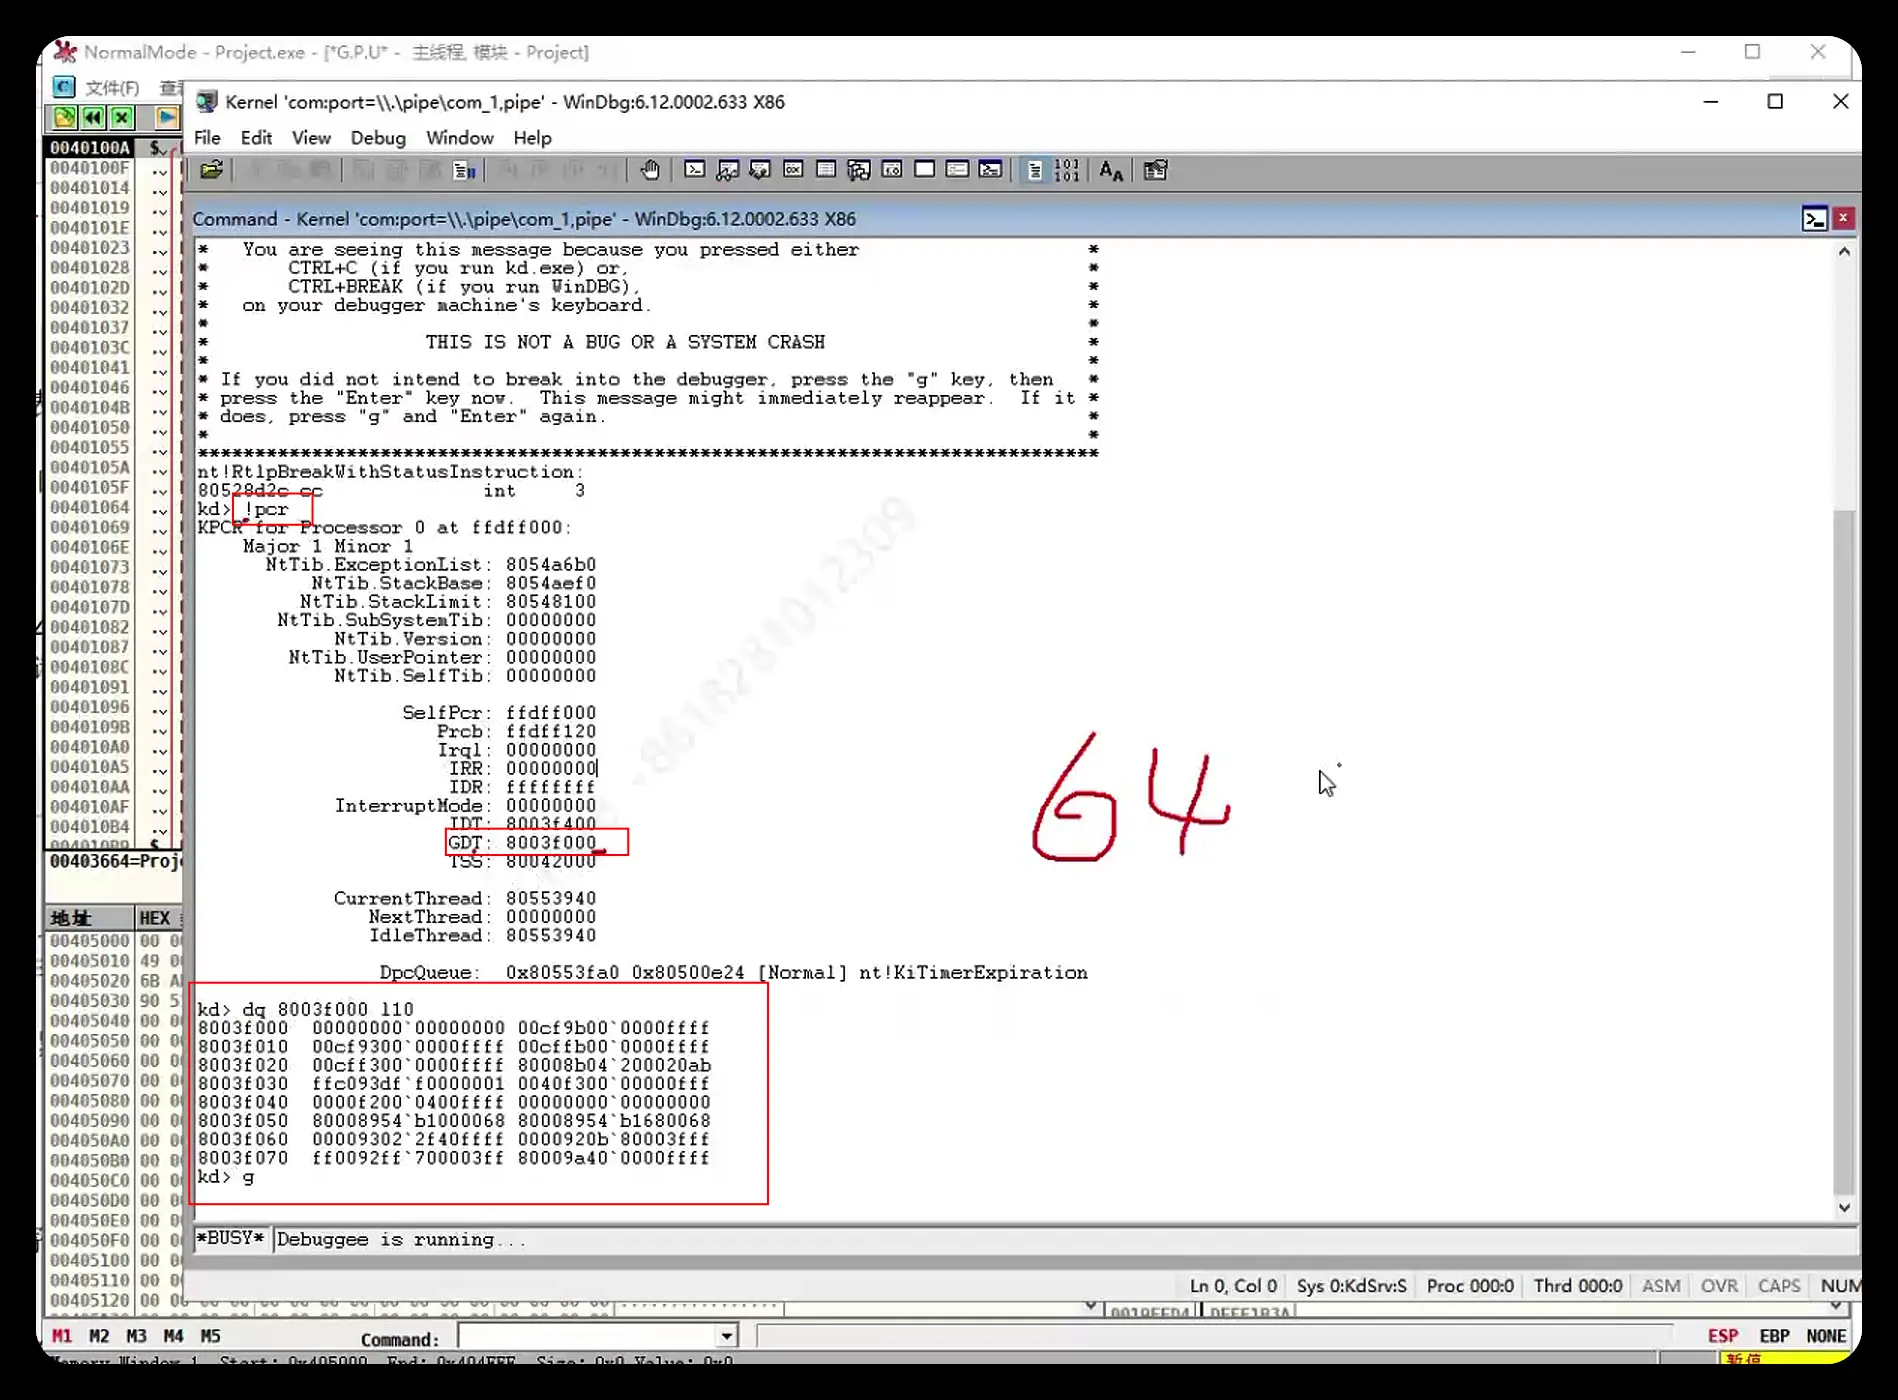 NormalMode - Project.exe - [*G.P.U* - 主线程, 模块 - Project]
文件(F)
Kernel 'com:port=\\.\pipe\com_1,pipe' - WinDbg:6.12.0002.633 X86
File Edit View Debug Window Help
Command - Kernel 'com:port=\\.\pipe\com_1,pipe' - WinDbg:6.12.0002.633 X86
0040100A
0040100F
00401014
00401019
0040101E
00401023
00401028
0040102D
00401032
00401037
0040103C
00401041
00401046
0040104B
00401050
00401055
0040105A
0040105F
00401064
00401069
0040106E
00401073
00401078
0040107D
00401082
00401087
0040108C
00401091
00401096
0040109B
004010A0
004010A5
004010AA
004010AF
004010B4
00403664=Proj
地址 HEX
00405000 00
00405010 49
00405020 6B
00405030 90
00405040 00
00405050 00
00405060 00
00405070 00
00405080 00
00405090 00
004050A0 00
004050B0 00
004050C0 00
004050D0 00
004050E0 00
004050F0 00
00405100 00
00405110 00
00405120 00
* You are seeing this message because you pressed either *
* CTRL+C (if you run kd.exe) or, *
* CTRL+BREAK (if you run WinDBG), *
* on your debugger machine's keyboard. *
* *
* THIS IS NOT A BUG OR A SYSTEM CRASH *
* *
* If you did not intend to break into the debugger, press the "g" key, then *
* press the "Enter" key now. This message might immediately reappear. If it *
* does, press "g" and "Enter" again. *
* *
*******************************************************************************
nt!RtlpBreakWithStatusInstruction:
80528d2c cc int 3
kd> !pcr
KPCR for Processor 0 at ffdff000:
Major 1 Minor 1
NtTib.ExceptionList: 8054a6b0
NtTib.StackBase: 8054aef0
NtTib.StackLimit: 80548100
NtTib.SubSystemTib: 00000000
NtTib.Version: 00000000
NtTib.UserPointer: 00000000
NtTib.SelfTib: 00000000
SelfPcr: ffdff000
Prcb: ffdff120
Irql: 00000000
IRR: 00000000
IDR: ffffffff
InterruptMode: 00000000
IDT: 8003f400
GDT: 8003f000
TSS: 80042000
64
CurrentThread: 80553940
NextThread: 00000000
IdleThread: 80553940
DpcQueue: 0x80553fa0 0x80500e24 [Normal] nt!KiTimerExpiration
kd> dq 8003f000 l10
8003f000 00000000`00000000 00cf9b00`0000ffff
8003f010 00cf9300`0000ffff 00cffb00`0000ffff
8003f020 00cff300`0000ffff 80008b04`200020ab
8003f030 ffc093df`f0000001 0040f300`00000fff
8003f040 0000f200`0400ffff 00000000`00000000
8003f050 80008954`b1000068 80008954`b1680068
8003f060 00009302`2f40ffff 0000920b`80003fff
8003f070 ff0092ff`700003ff 80009a40`0000ffff
kd> g
*BUSY* Debuggee is running...
Ln 0, Col 0 Sys 0:KdSrv:S Proc 000:0 Thrd 000:0 ASM OVR CAPS NUM
M1 M2 M3 M4 M5 Command: ESP EBP NONE